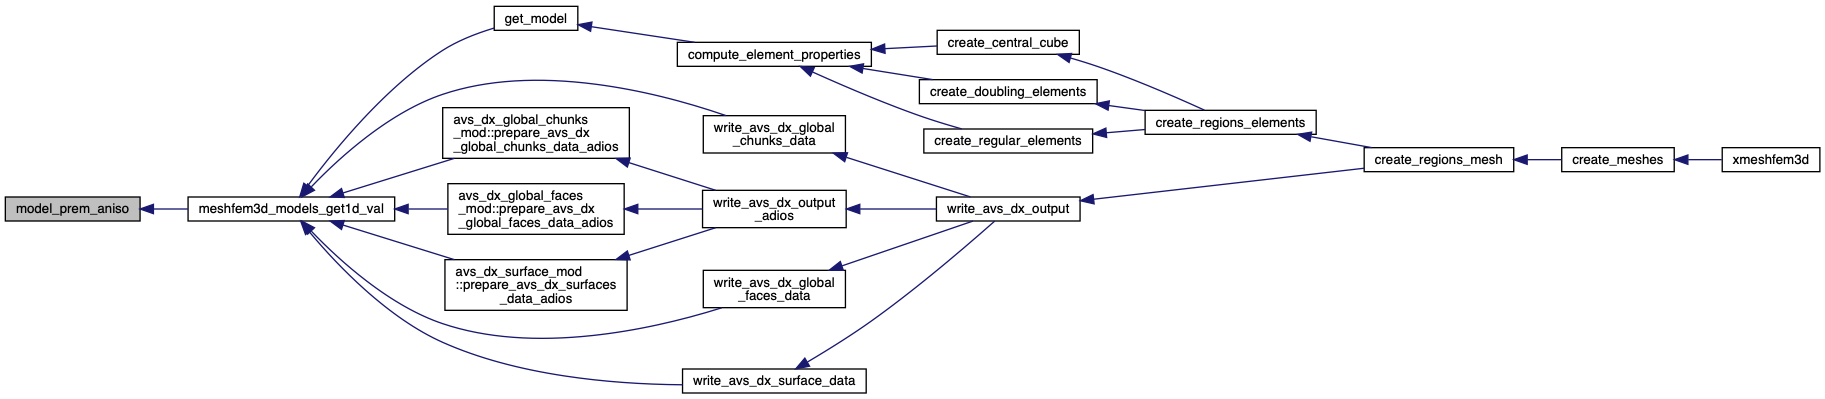 model_prem_aniso
meshfem3d_models_get1d_val
get_model
compute_element_properties
create_central_cube
create_doubling_elements
create_regular_elements
create_regions_elements
create_regions_mesh
create_meshes
xmeshfem3d
write_avs_dx_global
_chunks_data
avs_dx_global_chunks
_mod::prepare_avs_dx
_global_chunks_data_adios
avs_dx_global_faces
_mod::prepare_avs_dx
_global_faces_data_adios
avs_dx_surface_mod
::prepare_avs_dx_surfaces
_data_adios
write_avs_dx_output
_adios
write_avs_dx_output
write_avs_dx_global
_faces_data
write_avs_dx_surface_data